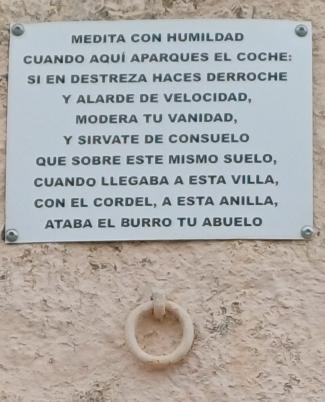 MEDITA CON HUMILDAD
CUANDO AQUÍ APARQUES EL COCHE:
SI EN DESTREZA HACES DERROCHE
Y ALARDE DE VELOCIDAD,
MODERA TU VANIDAD,
Y SIRVATE DE CONSUELO
QUE SOBRE ESTE MISMO SUELO,
CUANDO LLEGABA A ESTA VILLA,
CON EL CORDEL, A ESTA ANILLA,
ATABA EL BURRO TU ABUELO